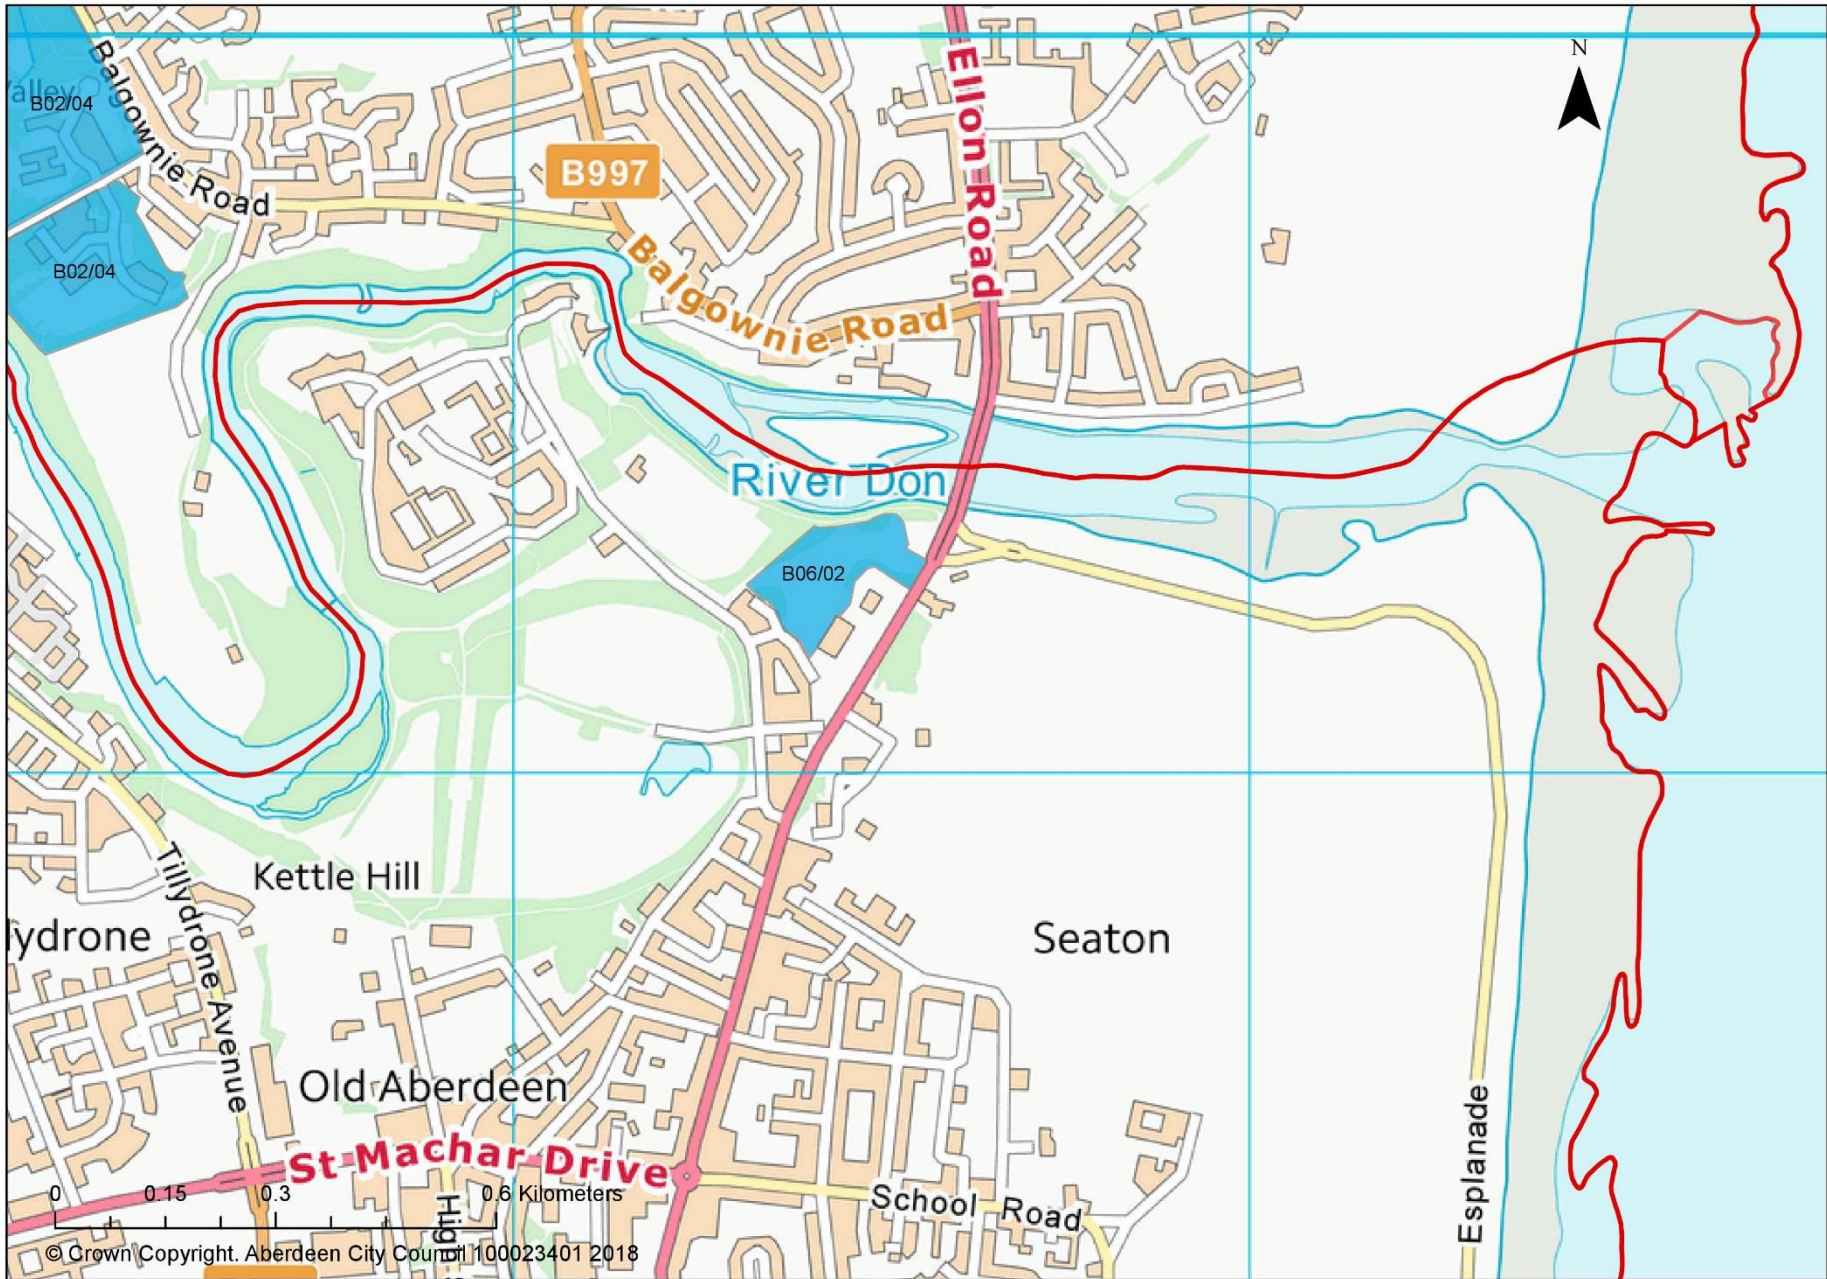 N
Balgownie Road
B02/04
B02/04
B997
Ellon Road
Balgownie Road
River Don
B06/02
Kettle Hill
Tillydrone Avenue
Seaton
Old Aberdeen
St Machar Drive
School Road
Esplanade
0 0.15 0.3 0.6 Kilometers
© Crown Copyright. Aberdeen City Council 100023401 2018